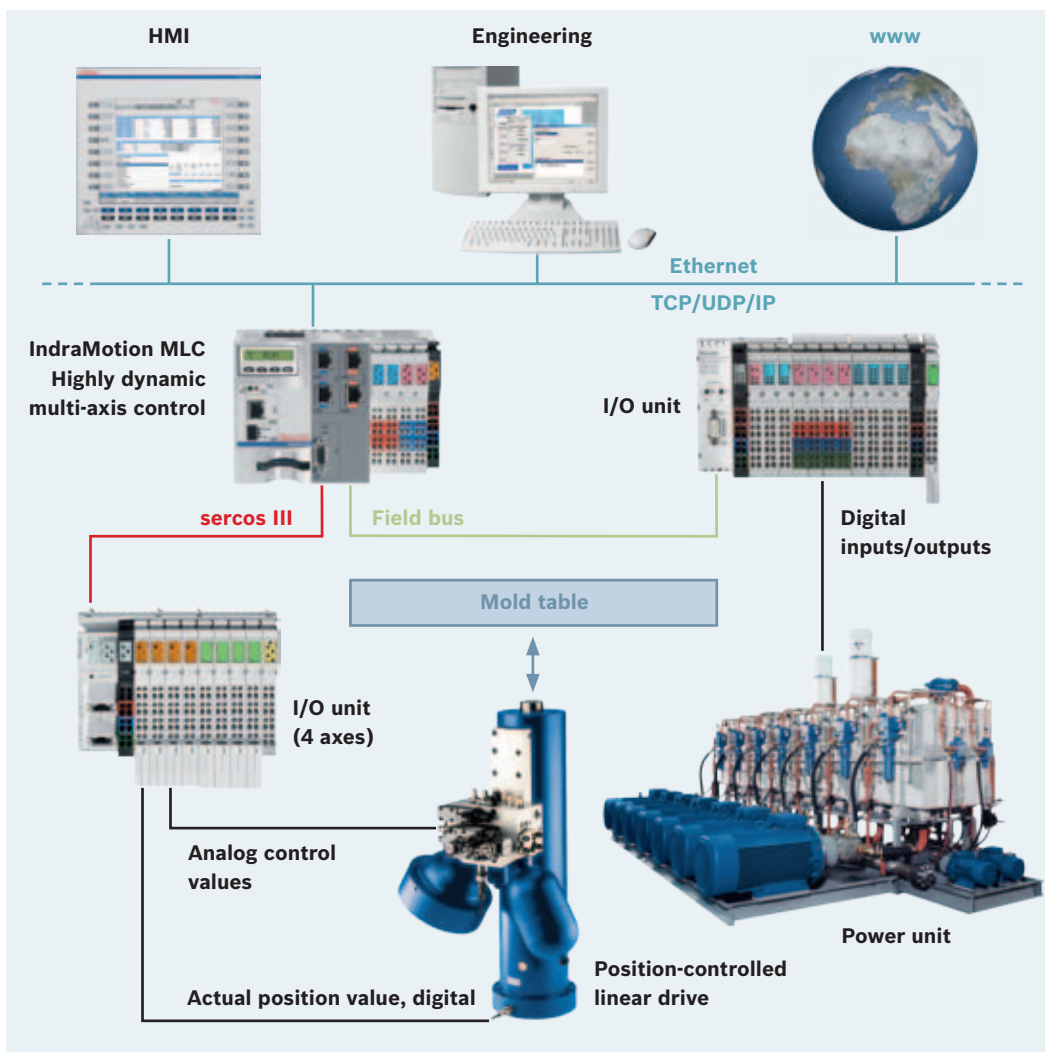 HMI
Engineering
www
Ethernet
TCP/UDP/IP
IndraMotion MLC
Highly dynamic
multi-axis control
I/O unit
sercos III
Field bus
Digital
inputs/outputs
Mold table
I/O unit
(4 axes)
Analog control
values
Power unit
Position-controlled
linear drive
Actual position value, digital